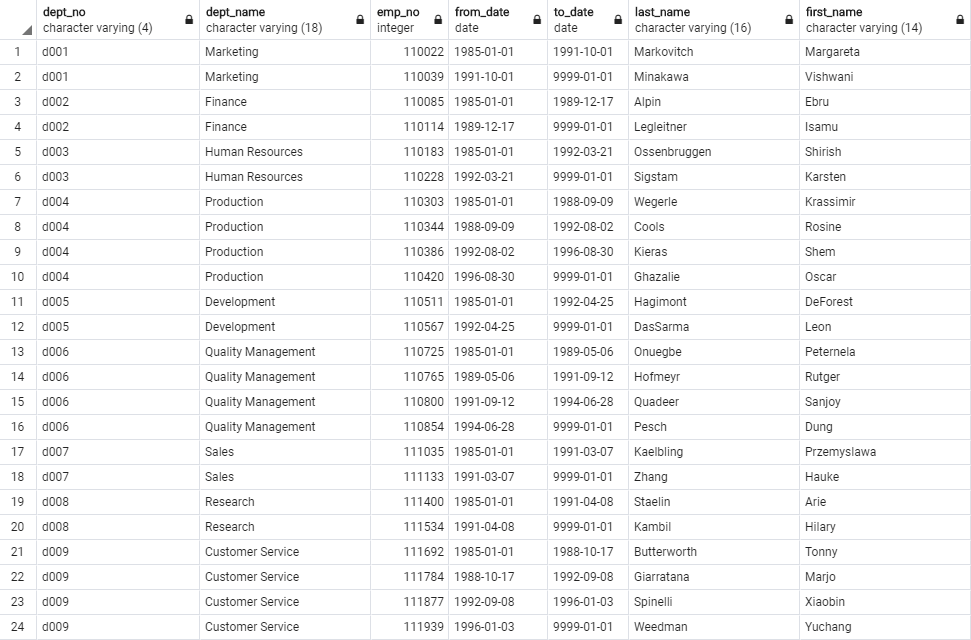 dept_no dept_name emp_no from_date to_date last_name first_name
character varying (4) character varying (18) integer date date character varying (16) character varying (14)
1 d001 Marketing 110022 1985-01-01 1991-10-01 Markovitch Margareta
2 d001 Marketing 110039 1991-10-01 9999-01-01 Minakawa Vishwani
3 d002 Finance 110085 1985-01-01 1989-12-17 Alpin Ebru
4 d002 Finance 110114 1989-12-17 9999-01-01 Legleitner Isamu
5 d003 Human Resources 110183 1985-01-01 1992-03-21 Ossenbruggen Shirish
6 d003 Human Resources 110228 1992-03-21 9999-01-01 Sigstam Karsten
7 d004 Production 110303 1985-01-01 1988-09-09 Wegerle Krassimir
8 d004 Production 110344 1988-09-09 1992-08-02 Cools Rosine
9 d004 Production 110386 1992-08-02 1996-08-30 Kieras Shem
10 d004 Production 110420 1996-08-30 9999-01-01 Ghazalie Oscar
11 d005 Development 110511 1985-01-01 1992-04-25 Hagimont DeForest
12 d005 Development 110567 1992-04-25 9999-01-01 DasSarma Leon
13 d006 Quality Management 110725 1985-01-01 1989-05-06 Onuegbe Peternela
14 d006 Quality Management 110765 1989-05-06 1991-09-12 Hofmeyr Rutger
15 d006 Quality Management 110800 1991-09-12 1994-06-28 Quadeer Sanjoy
16 d006 Quality Management 110854 1994-06-28 9999-01-01 Pesch Dung
17 d007 Sales 111035 1985-01-01 1991-03-07 Kaelbling Przemyslawa
18 d007 Sales 111133 1991-03-07 9999-01-01 Zhang Hauke
19 d008 Research 111400 1985-01-01 1991-04-08 Staelin Arie
20 d008 Research 111534 1991-04-08 9999-01-01 Kambil Hilary
21 d009 Customer Service 111692 1985-01-01 1988-10-17 Butterworth Tonny
22 d009 Customer Service 111784 1988-10-17 1992-09-08 Giarratana Marjo
23 d009 Customer Service 111877 1992-09-08 1996-01-03 Spinelli Xiaobin
24 d009 Customer Service 111939 1996-01-03 9999-01-01 Weedman Yuchang